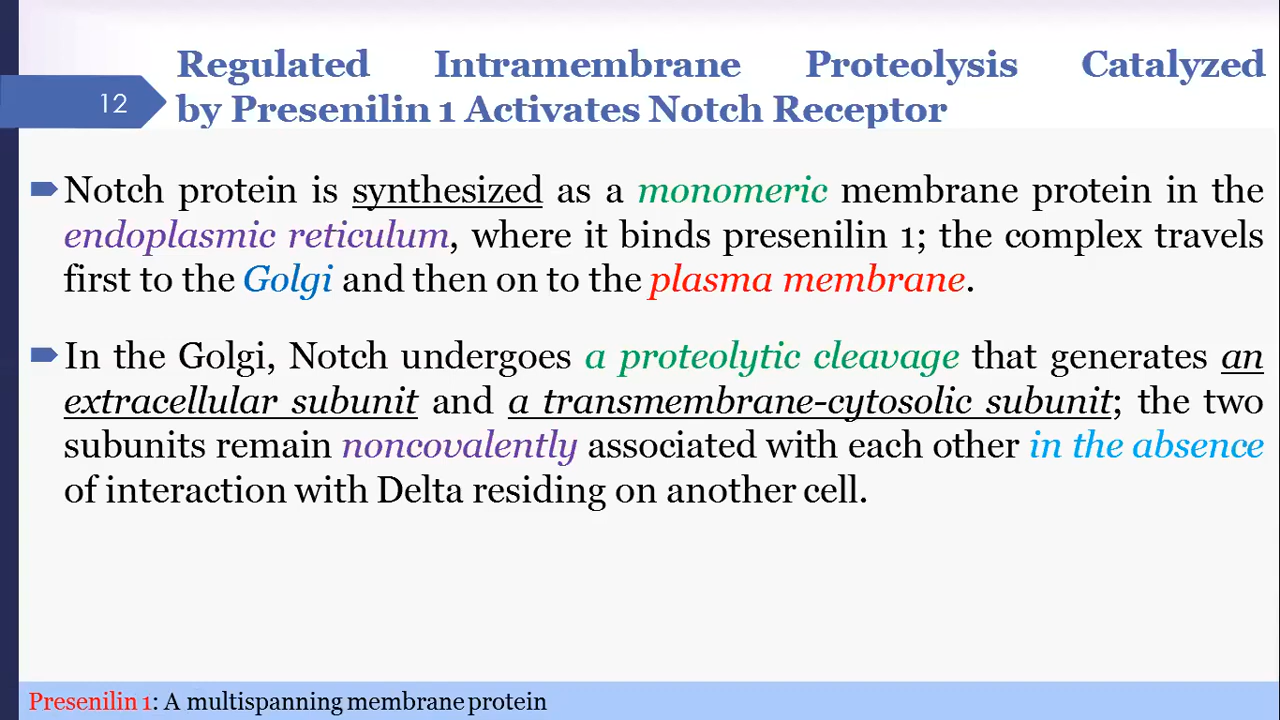 Regulated Intramembrane Proteolysis Catalyzed
12
by Presenilin 1 Activates Notch Receptor
Notch protein is synthesized as a monomeric membrane protein in the
endoplasmic reticulum, where it binds presenilin 1; the complex travels
first to the Golgi and then on to the plasma membrane.
In the Golgi, Notch undergoes a proteolytic cleavage that generates an
extracellular subunit and a transmembrane-cytosolic subunit; the two
subunits remain noncovalently associated with each other in the absence
of interaction with Delta residing on another cell.
Presenilin 1: A multispanning membrane protein